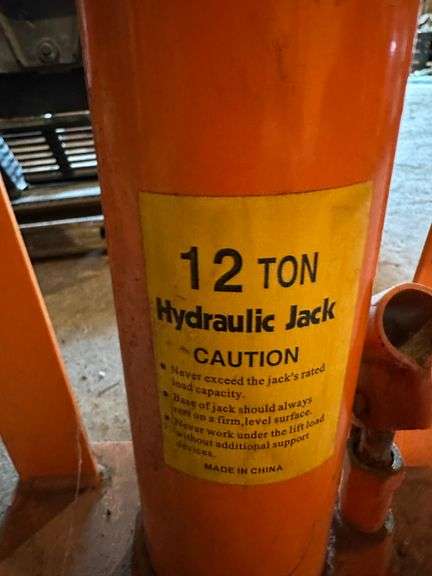 12 TON
Hydraulic Jack
CAUTION
• Never exceed the jack's rated
load capacity.
• Base of jack should always
rest on a firm,level surface.
• Never work under the lift load
without additional support
devices.
MADE IN CHINA